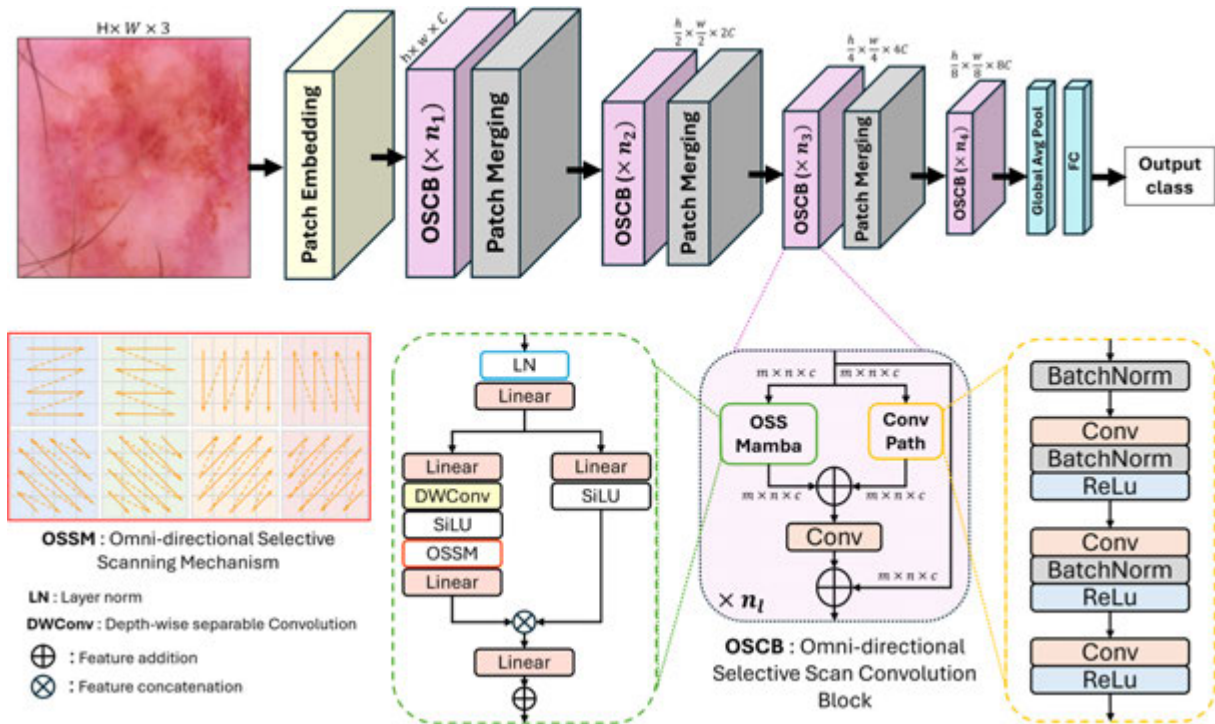 H× W × 3
Patch Embedding
h × w × C
OSCB (× n₁)
Patch Merging
h/2 × w/2 × 2C
OSCB (× n₂)
Patch Merging
h/4 × w/4 × 4C
OSCB (× n₃)
Patch Merging
h/8 × w/8 × 8C
OSCB (× n₄)
Global Avg Pool
FC
Output
class
OSSM : Omni-directional Selective
Scanning Mechanism
LN : Layer norm
DWConv : Depth-wise separable Convolution
⊕ : Feature addition
⊗ : Feature concatenation
LN
Linear
Linear
DWConv
SiLU
OSSM
Linear
Linear
SiLU
Linear
m × n × c
m × n × c
OSS
Mamba
Conv
Path
m × n × c
m × n × c
Conv
m × n × c
× nₗ
OSCB : Omni-directional
Selective Scan Convolution
Block
BatchNorm
Conv
BatchNorm
ReLu
Conv
BatchNorm
ReLu
Conv
ReLu